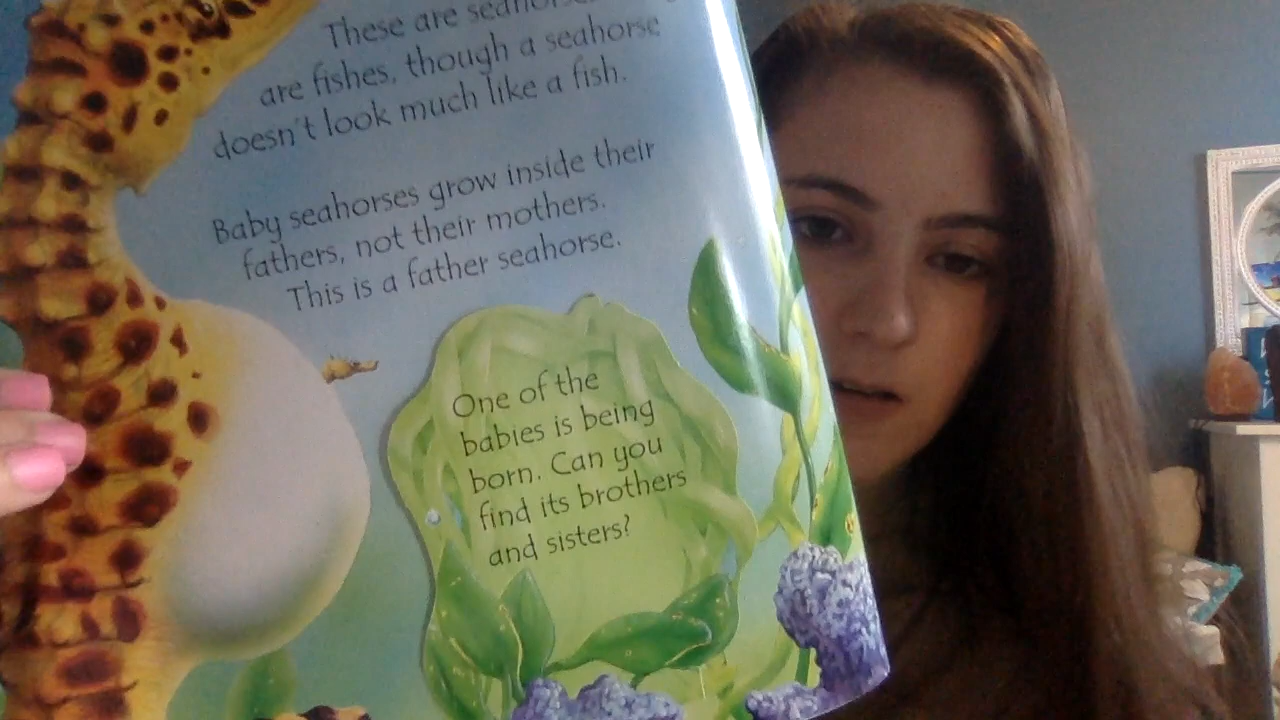 These are
are fishes, though a seahorse
doesn't look much like a fish.
Baby seahorses grow inside their
fathers, not their mothers.
This is a father seahorse.
One of the
babies is being
born. Can you
find its brothers
and sisters?